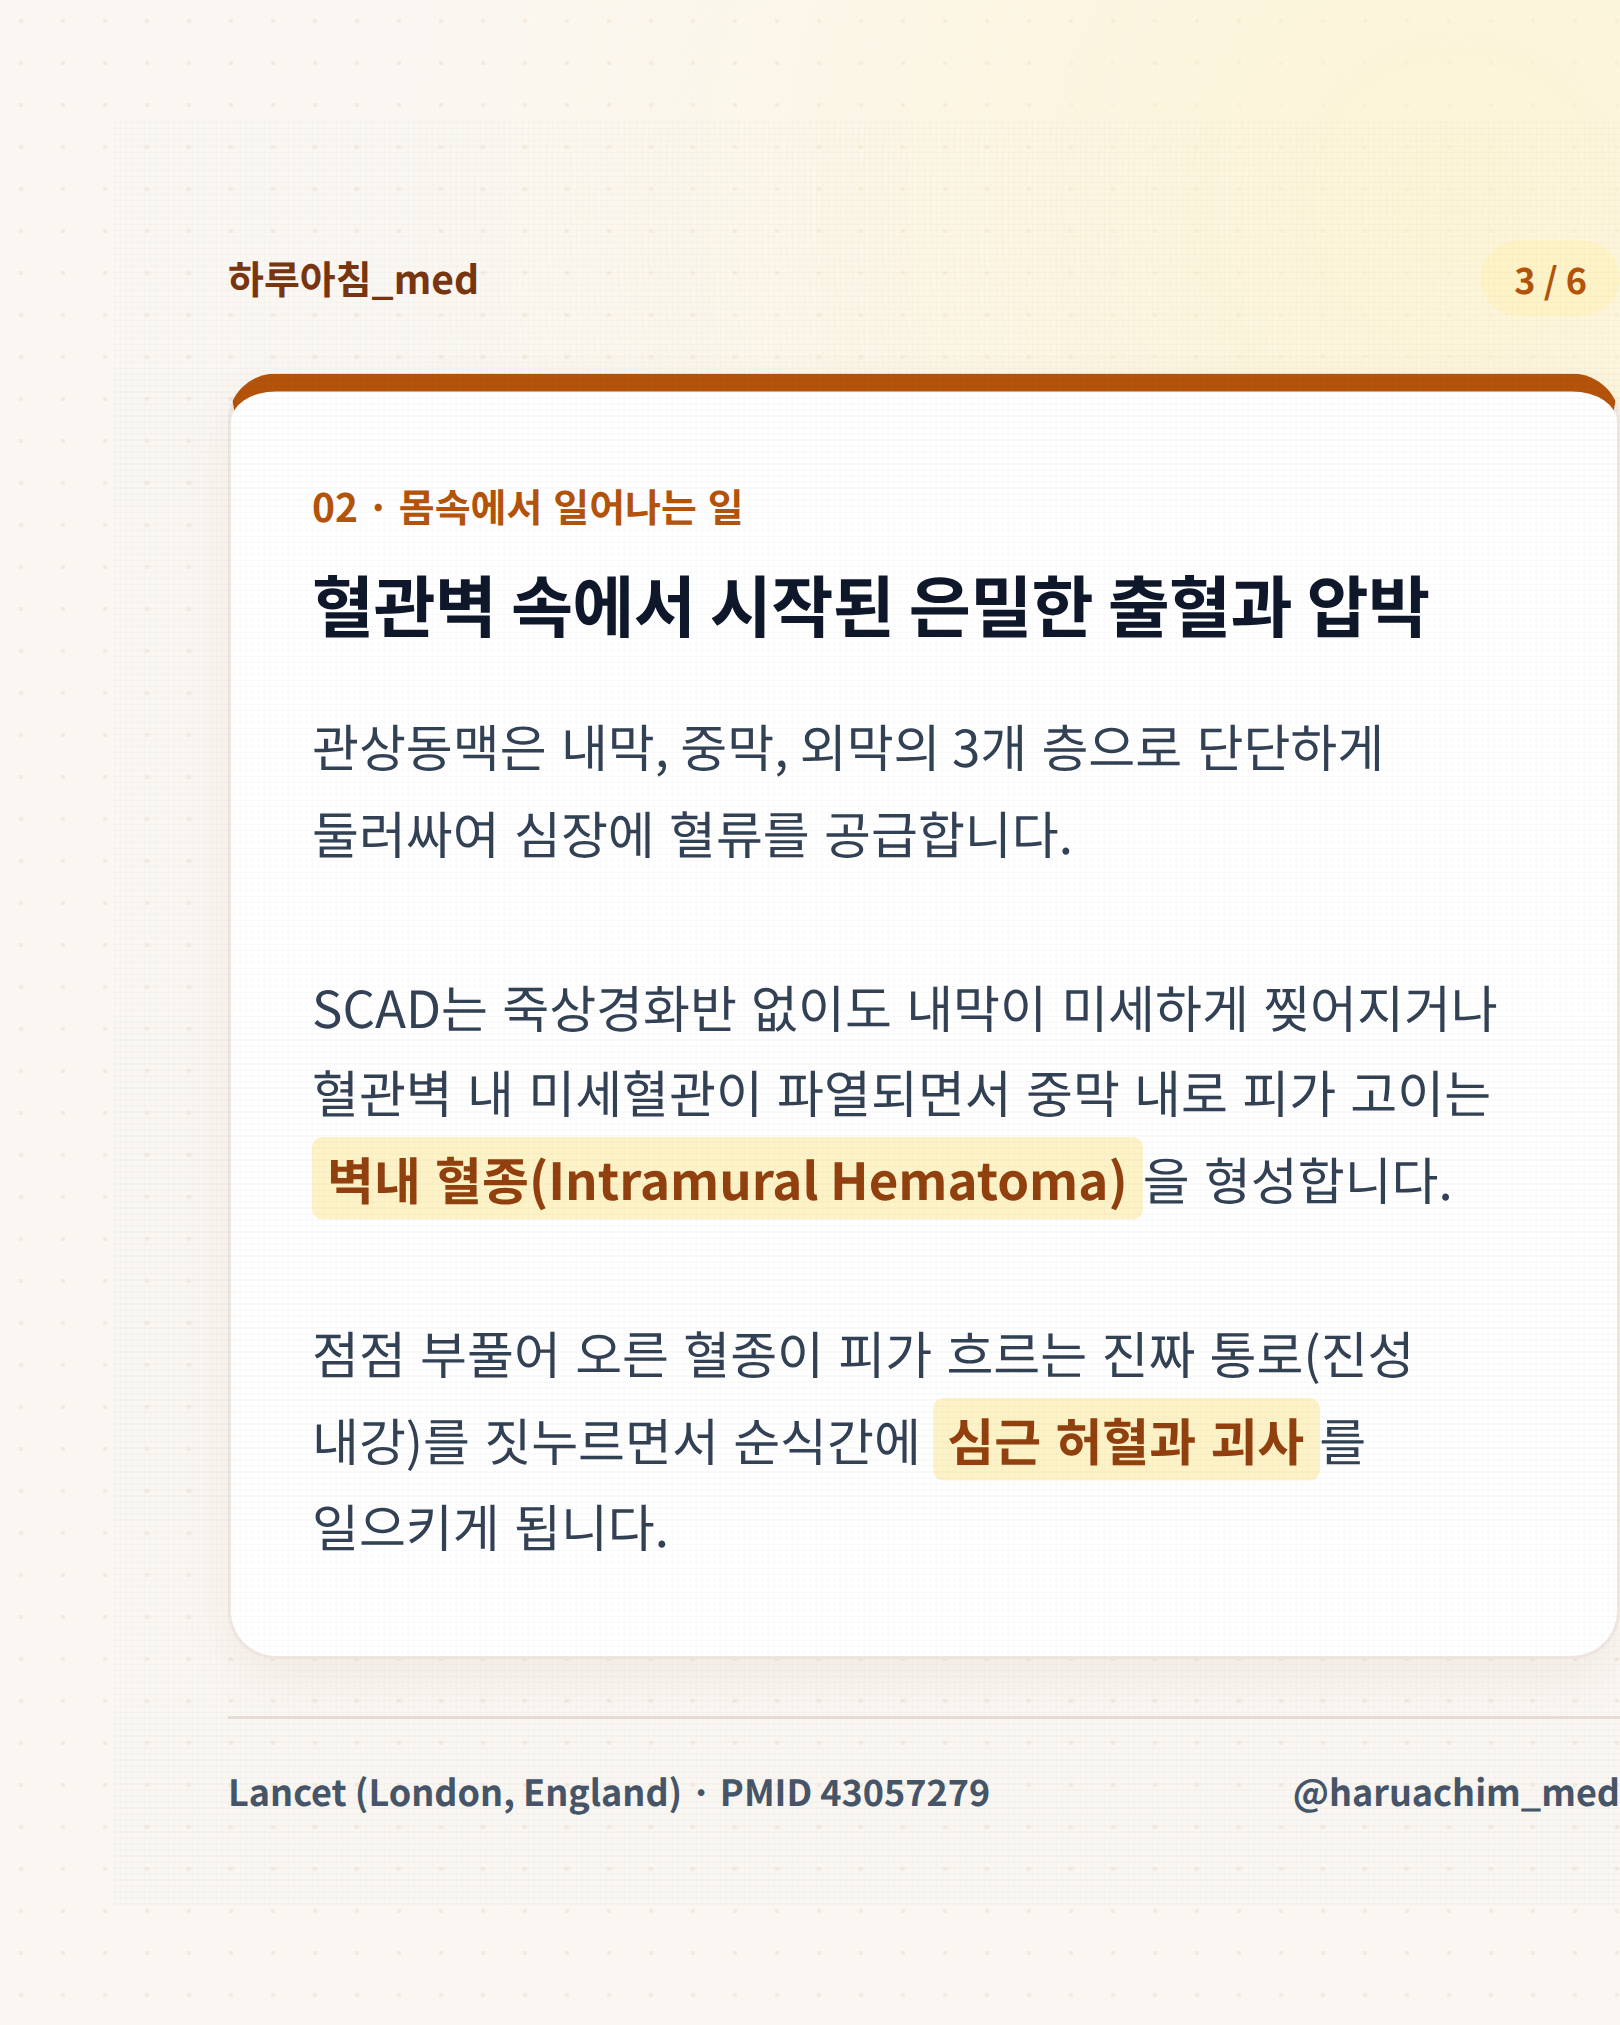 하루아침_med
3 / 6
02 · 몸속에서 일어나는 일
혈관벽 속에서 시작된 은밀한 출혈과 압박
관상동맥은 내막, 중막, 외막의 3개 층으로 단단하게
둘러싸여 심장에 혈류를 공급합니다.
SCAD는 죽상경화반 없이도 내막이 미세하게 찢어지거나
혈관벽 내 미세혈관이 파열되면서 중막 내로 피가 고이는
벽내 혈종(Intramural Hematoma)을 형성합니다.
점점 부풀어 오른 혈종이 피가 흐르는 진짜 통로(진성
내강)를 짓누르면서 순식간에 심근 허혈과 괴사를
일으키게 됩니다.
Lancet (London, England) · PMID 43057279
@haruachim_med